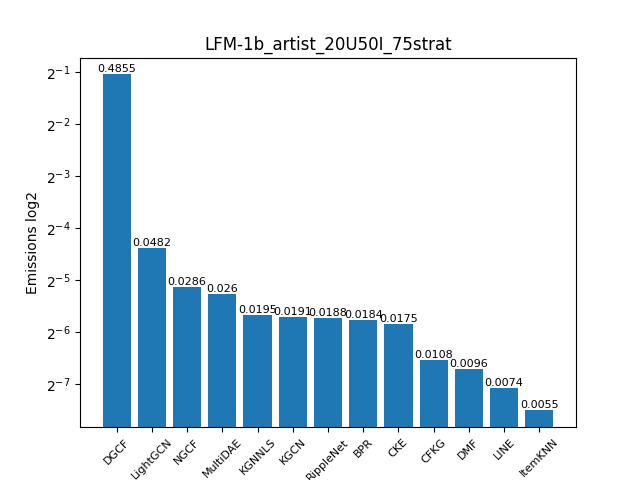 LFM-1b_artist_20U50I_75strat
Emissions log2
2⁻¹
2⁻²
2⁻³
2⁻⁴
2⁻⁵
2⁻⁶
2⁻⁷
0.4855
0.0482
0.0286
0.026
0.0195
0.0191
0.0188
0.0184
0.0175
0.0108
0.0096
0.0074
0.0055
DGCF
LightGCN
NGCF
MultiDAE
KGNNLS
KGCN
RippleNet
BPR
CKE
CFKG
DMF
LINE
ItemKNN